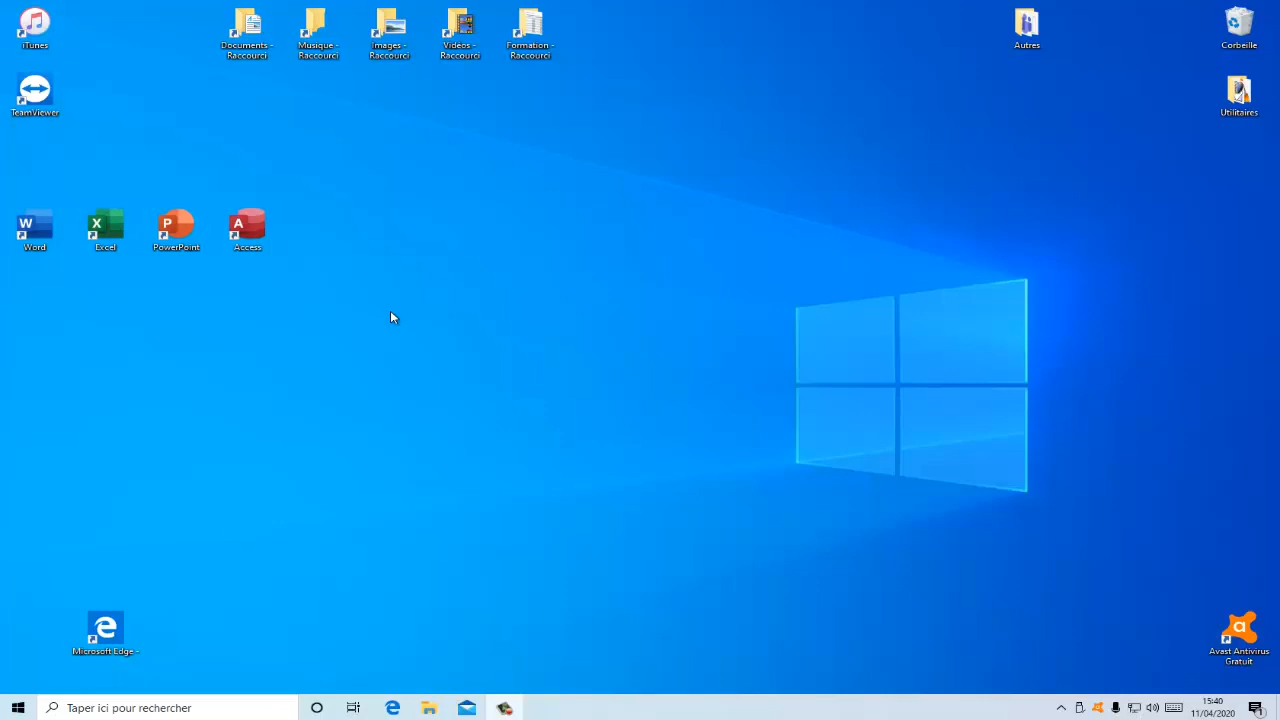 iTunes
Documents -
Raccourci
Musique -
Raccourci
Images -
Raccourci
Vidéos -
Raccourci
Formation -
Raccourci
Autres
Corbeille
TeamViewer
Utilitaires
W
Word
X
Excel
P
PowerPoint
A
Access
Microsoft Edge -
Avast Antivirus
Gratuit
Taper ici pour rechercher
15:40
11/04/2020
1